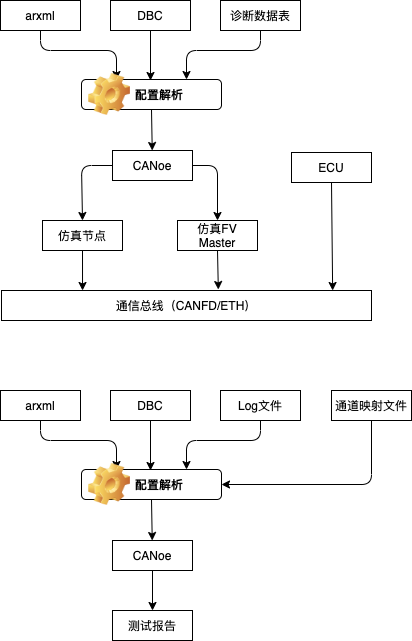 arxml
DBC
诊断数据表
配置解析
CANoe
ECU
仿真节点
仿真FV
Master
通信总线（CANFD/ETH）
arxml
DBC
Log文件
通道映射文件
配置解析
CANoe
测试报告